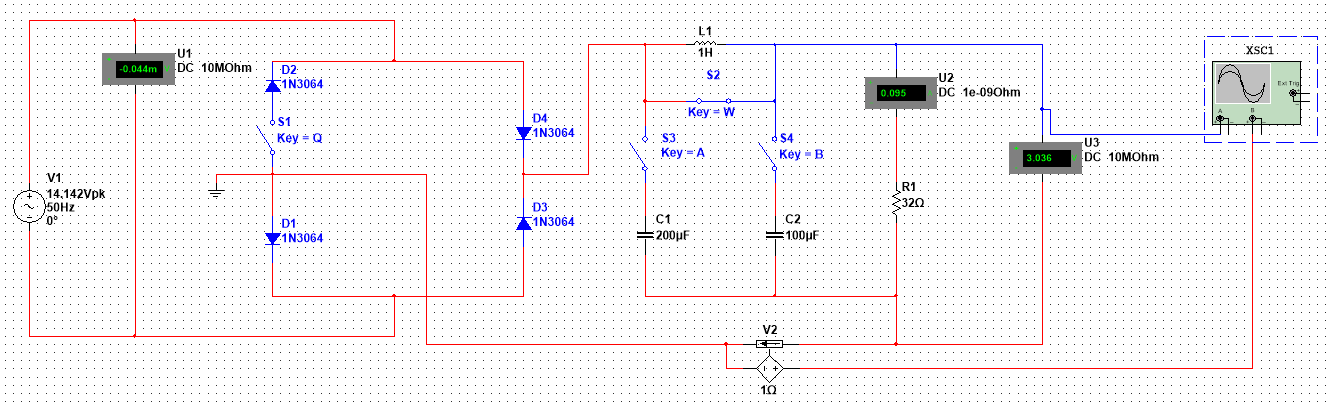 U1
-0.044m
DC 10MOhm
D2
1N3064
S1
Key = Q
D4
1N3064
V1
14.142Vpk
50Hz
0°
D1
1N3064
D3
1N3064
L1
1H
S2
Key = W
S3
Key = A
S4
Key = B
C1
200µF
C2
100µF
U2
0.095
DC 1e-09Ohm
R1
32Ω
U3
3.036
DC 10MOhm
XSC1
Ext Trig
A
B
V2
1Ω